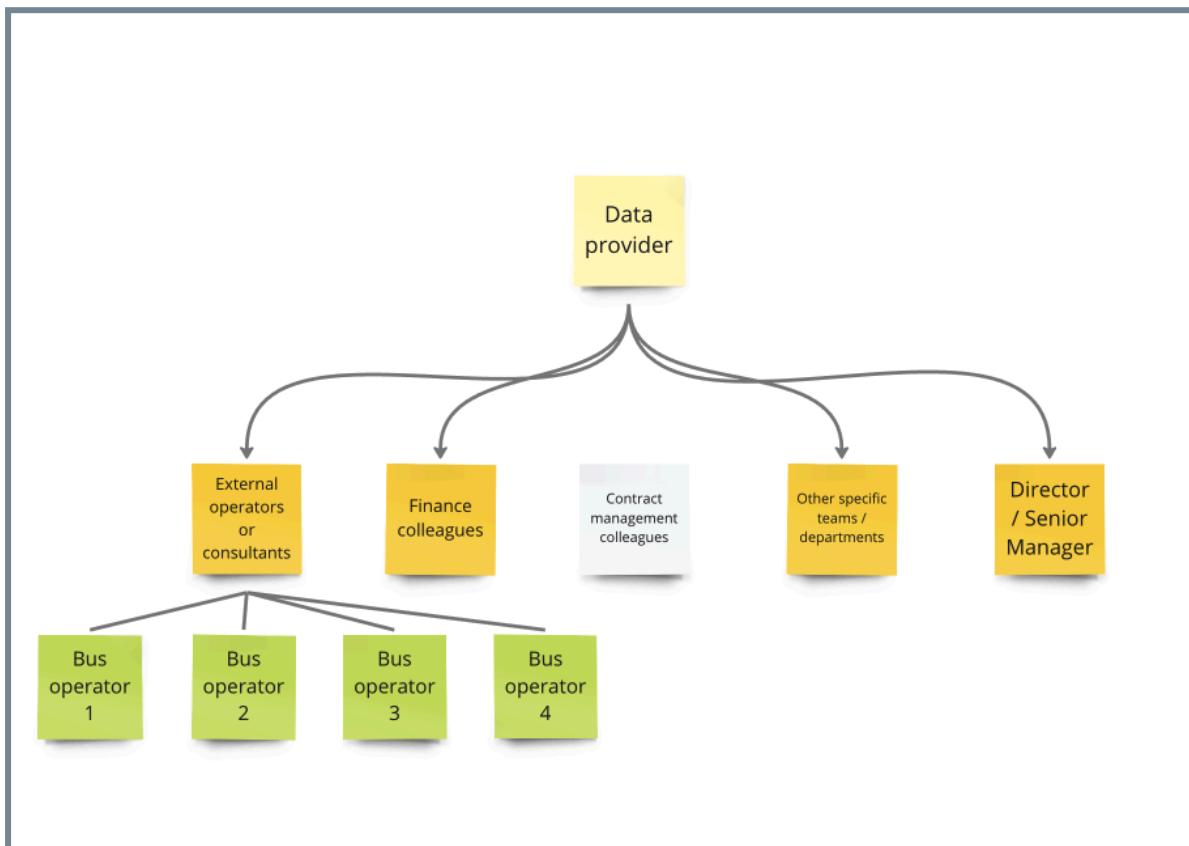 Data
provider
External
operators
or
consultants
Finance
colleagues
Contract
management
colleagues
Other specific
teams /
departments
Director
/ Senior
Manager
Bus
operator
1
Bus
operator
2
Bus
operator
3
Bus
operator
4